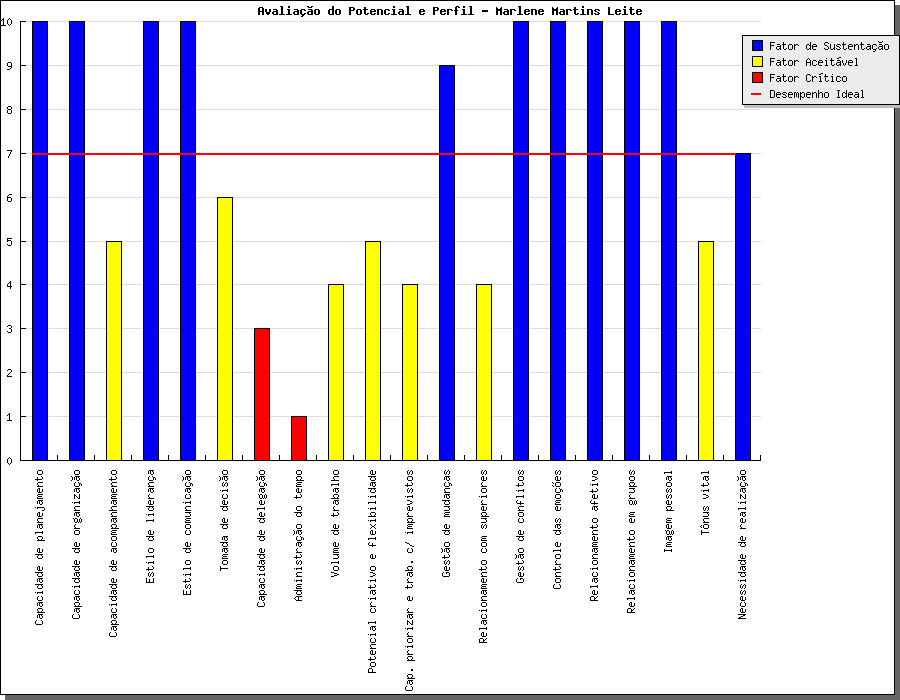 Avaliação do Potencial e Perfil - Marlene Martins Leite
Fator de Sustentação
Fator Aceitável
Fator Crítico
Desempenho Ideal
10
9
8
7
6
5
4
3
2
1
0
Capacidade de planejamento
Capacidade de organização
Capacidade de acompanhamento
Estilo de liderança
Estilo de comunicação
Tomada de decisão
Capacidade de delegação
Administração do tempo
Volume de trabalho
Potencial criativo e flexibilidade
Cap. priorizar e trab. c/ imprevistos
Gestão de mudanças
Relacionamento com superiores
Gestão de conflitos
Controle das emoções
Relacionamento afetivo
Relacionamento em grupos
Imagem pessoal
Tônus vital
Necessidade de realização